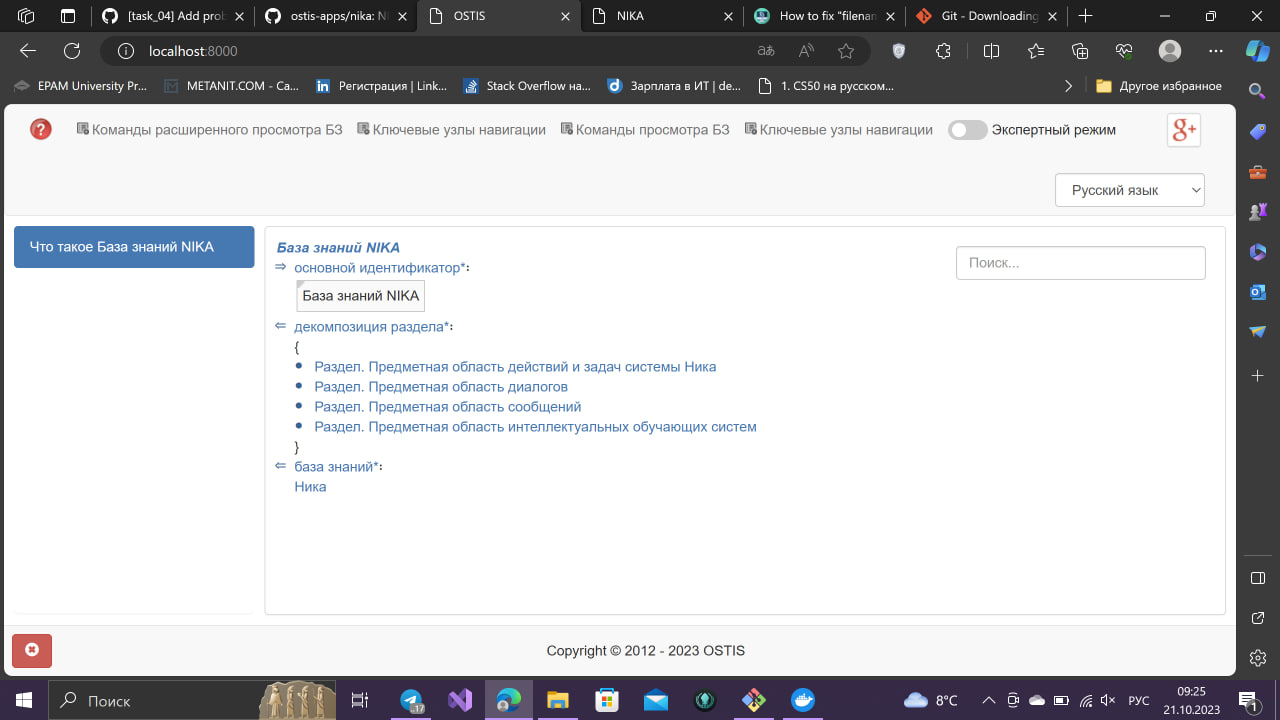 [task_04] Add prob
ostis-apps/nika: NI
OSTIS
NIKA
How to fix "filenam
Git - Downloading
localhost:8000
EPAM University Pr...
METANIT.COM - Ca...
Регистрация | Link...
Stack Overflow на...
Зарплата в ИТ | de...
1. CS50 на русском...
Другое избранное
Команды расширенного просмотра БЗ
Ключевые узлы навигации
Команды просмотра БЗ
Ключевые узлы навигации
Экспертный режим
g+
Русский язык
Что такое База знаний NIKA
База знаний NIKA
⇒ основной идентификатор*:
База знаний NIKA
⇐ декомпозиция раздела*:
{
• Раздел. Предметная область действий и задач системы Ника
• Раздел. Предметная область диалогов
• Раздел. Предметная область сообщений
• Раздел. Предметная область интеллектуальных обучающих систем
}
⇐ база знаний*:
Ника
Поиск...
Copyright © 2012 - 2023 OSTIS
Поиск
17
8°C
РУС
09:25
21.10.2023
1